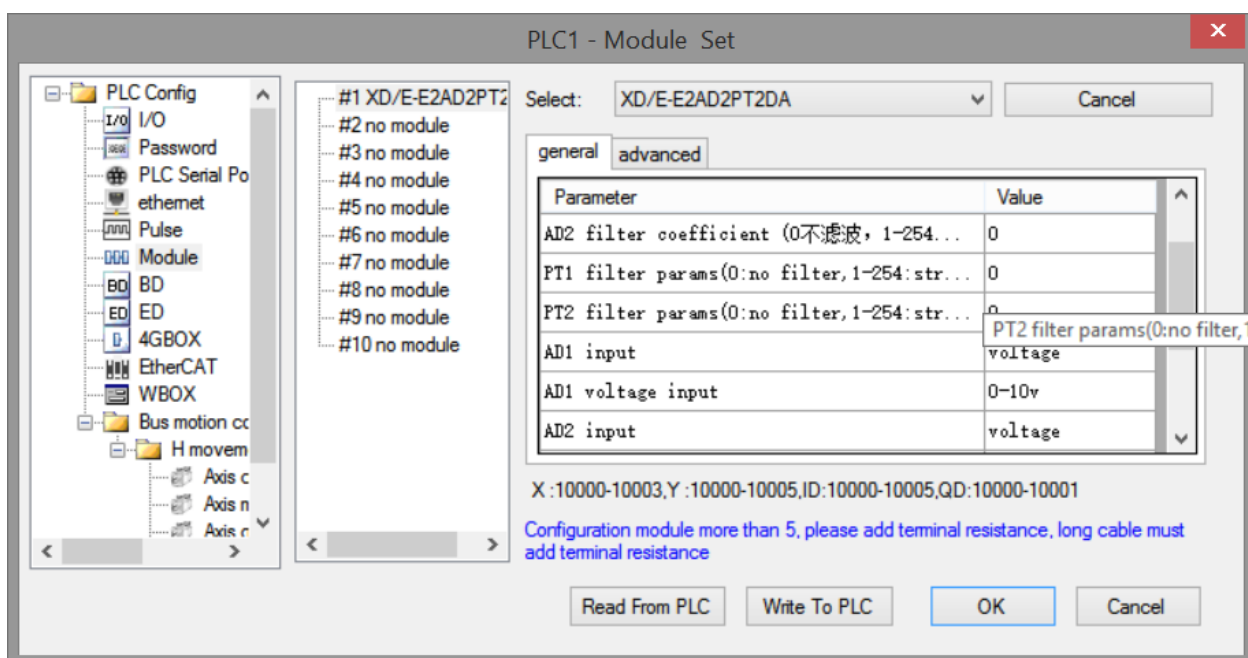 PLC1 - Module Set
PLC Config
I/O
I/O
Password
PLC Serial Po
ethernet
Pulse
Module
BD
BD
ED
ED
4GBOX
EtherCAT
WBOX
Bus motion cc
H movem
Axis c
Axis n
Axis c
#1 XD/E-E2AD2PT2
#2 no module
#3 no module
#4 no module
#5 no module
#6 no module
#7 no module
#8 no module
#9 no module
#10 no module
Select: XD/E-E2AD2PT2DA Cancel
general advanced
Parameter Value
AD2 filter coefficient (0不滤波，1-254... 0
PT1 filter params(0:no filter,1-254:str... 0
PT2 filter params(0:no filter,1-254:str... 0
PT2 filter params(0:no filter,1
AD1 input voltage
AD1 voltage input 0-10v
AD2 input voltage
X :10000-10003,Y :10000-10005,ID:10000-10005,QD:10000-10001
Configuration module more than 5, please add terminal resistance, long cable must
add terminal resistance
Read From PLC Write To PLC OK Cancel